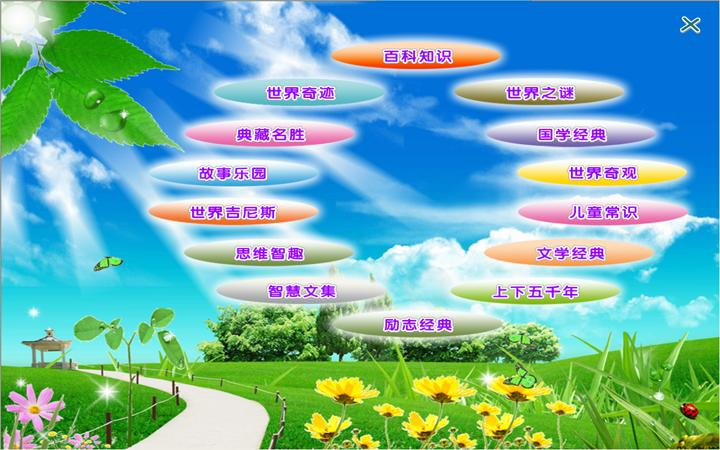 百科知识
世界奇迹
世界之谜
典藏名胜
国学经典
故事乐园
世界奇观
世界吉尼斯
儿童常识
思维智趣
文学经典
智慧文集
上下五千年
励志经典